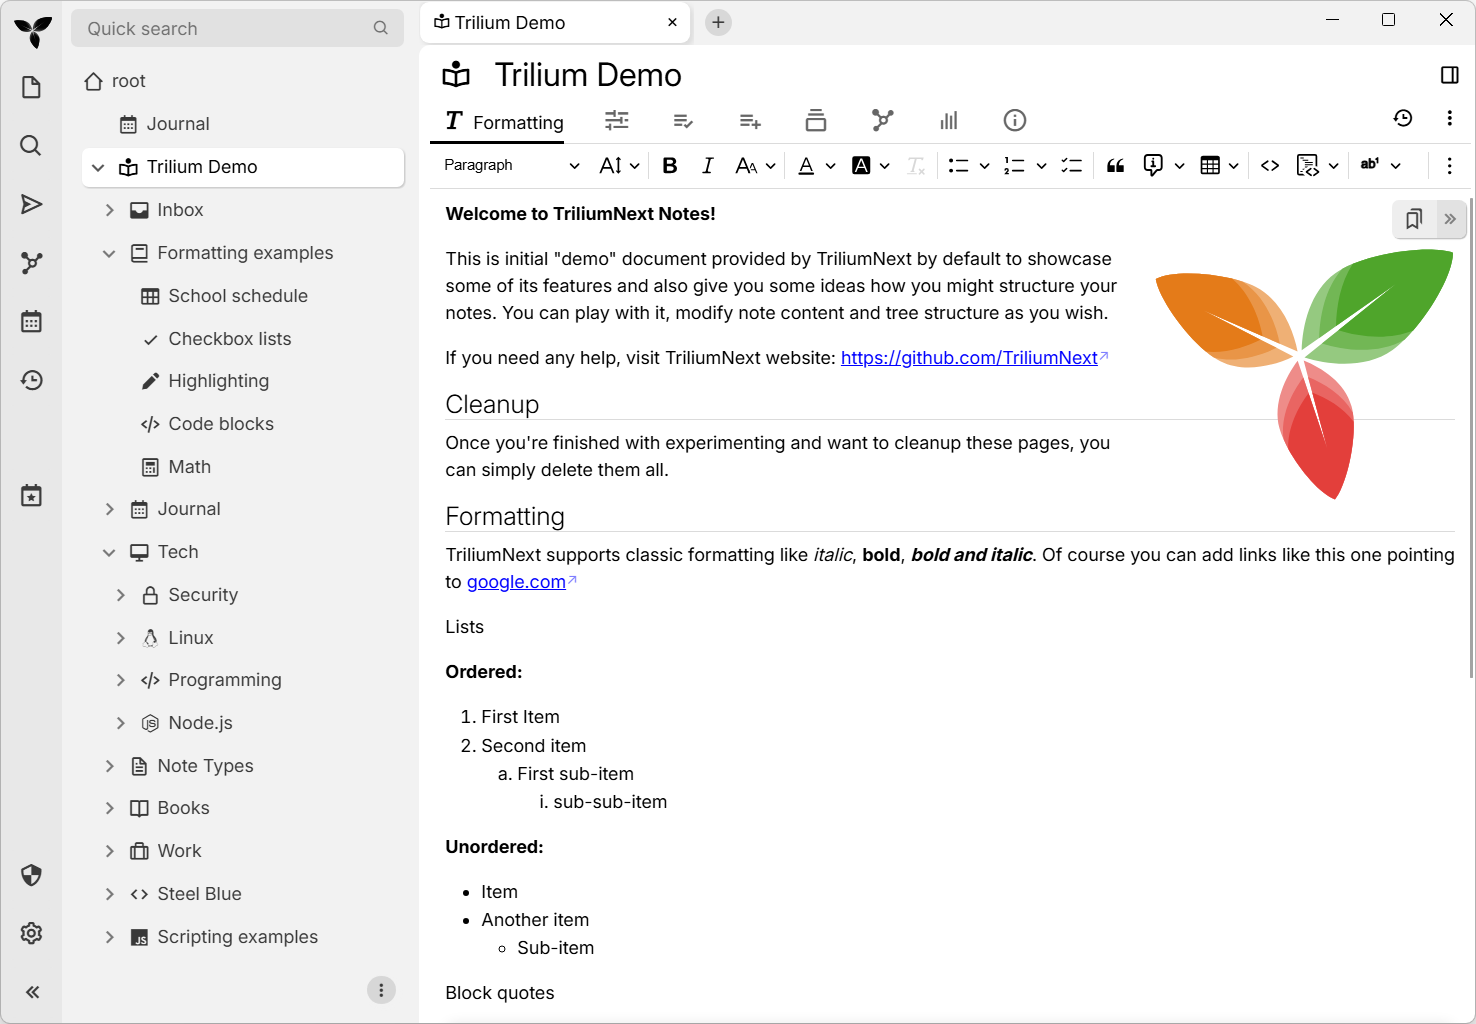 Quick search
Trilium Demo
root
Journal
Trilium Demo
Inbox
Formatting examples
School schedule
Checkbox lists
Highlighting
Code blocks
Math
Journal
Tech
Security
Linux
Programming
Node.js
Note Types
Books
Work
Steel Blue
Scripting examples
Trilium Demo
Formatting
Paragraph
Welcome to TriliumNext Notes!
This is initial "demo" document provided by TriliumNext by default to showcase
some of its features and also give you some ideas how you might structure your
notes. You can play with it, modify note content and tree structure as you wish.
If you need any help, visit TriliumNext website: https://github.com/TriliumNext
Cleanup
Once you're finished with experimenting and want to cleanup these pages, you
can simply delete them all.
Formatting
TriliumNext supports classic formatting like italic, bold, bold and italic. Of course you can add links like this one pointing
to google.com
Lists
Ordered:
1. First Item
2. Second item
a. First sub-item
i. sub-sub-item
Unordered:
• Item
• Another item
◦ Sub-item
Block quotes